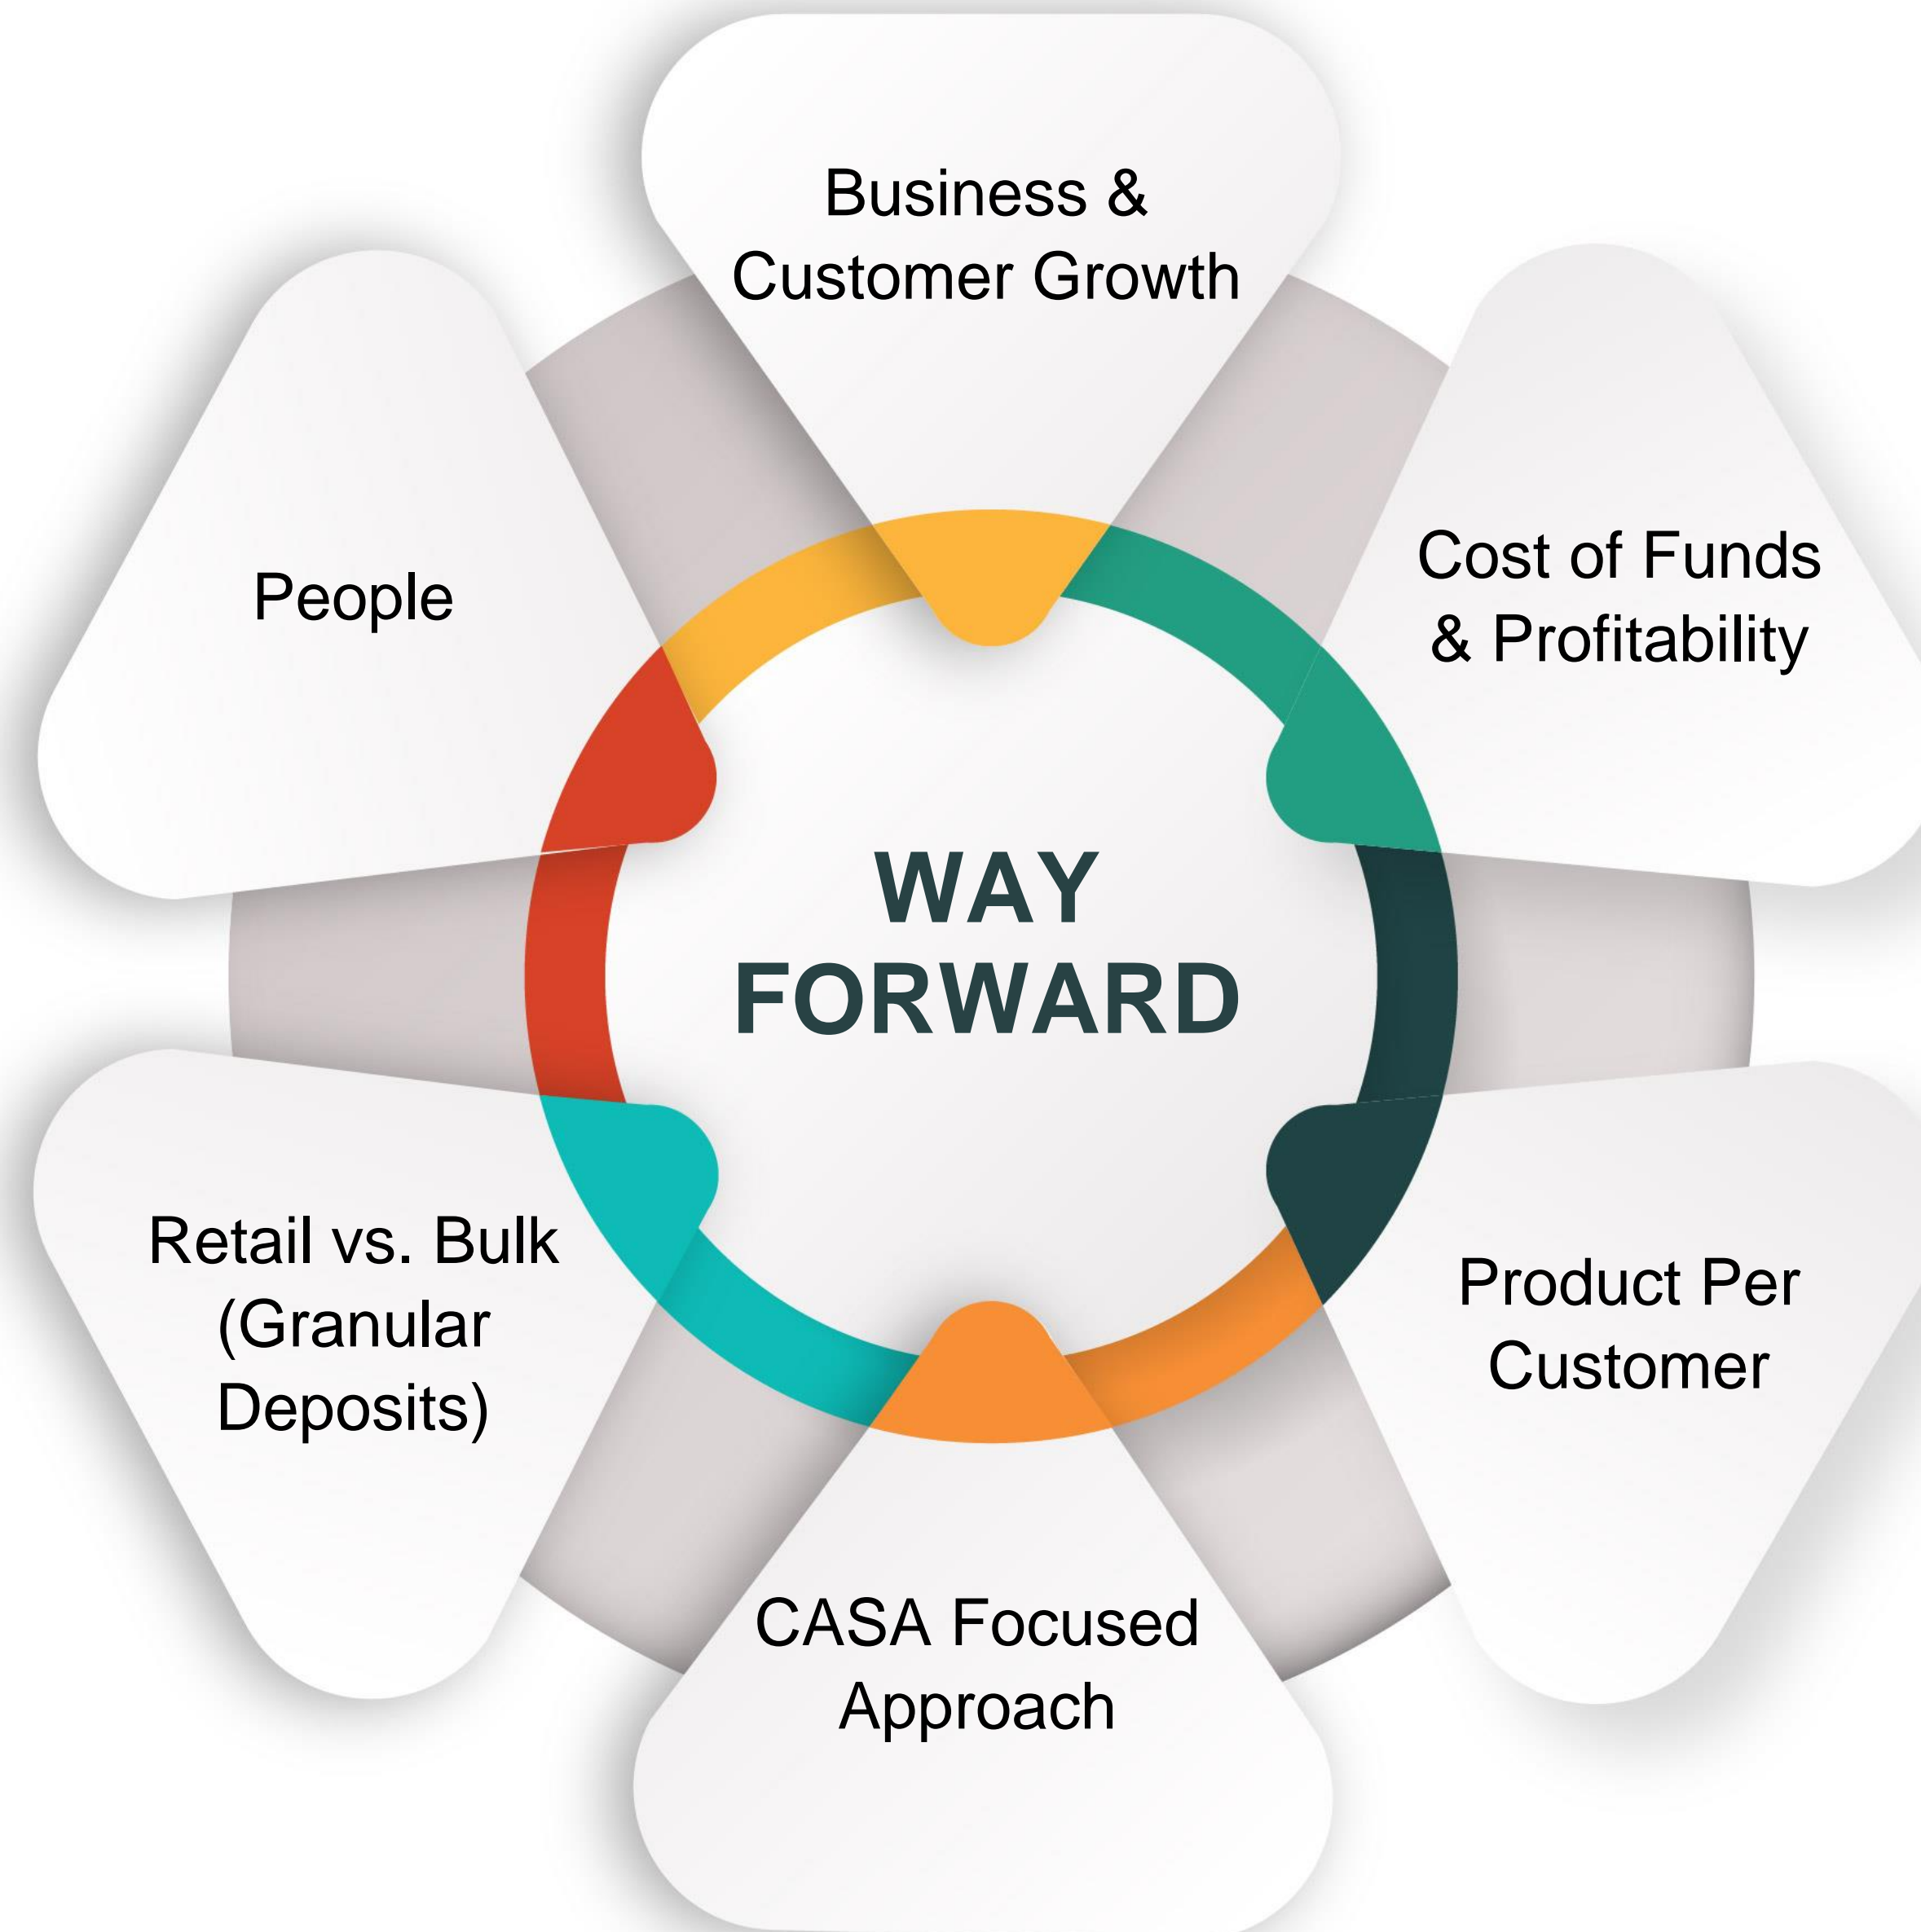 Business &
Customer Growth
Cost of Funds
& Profitability
People
WAY
FORWARD
Retail vs. Bulk
(Granular
Deposits)
Product Per
Customer
CASA Focused
Approach